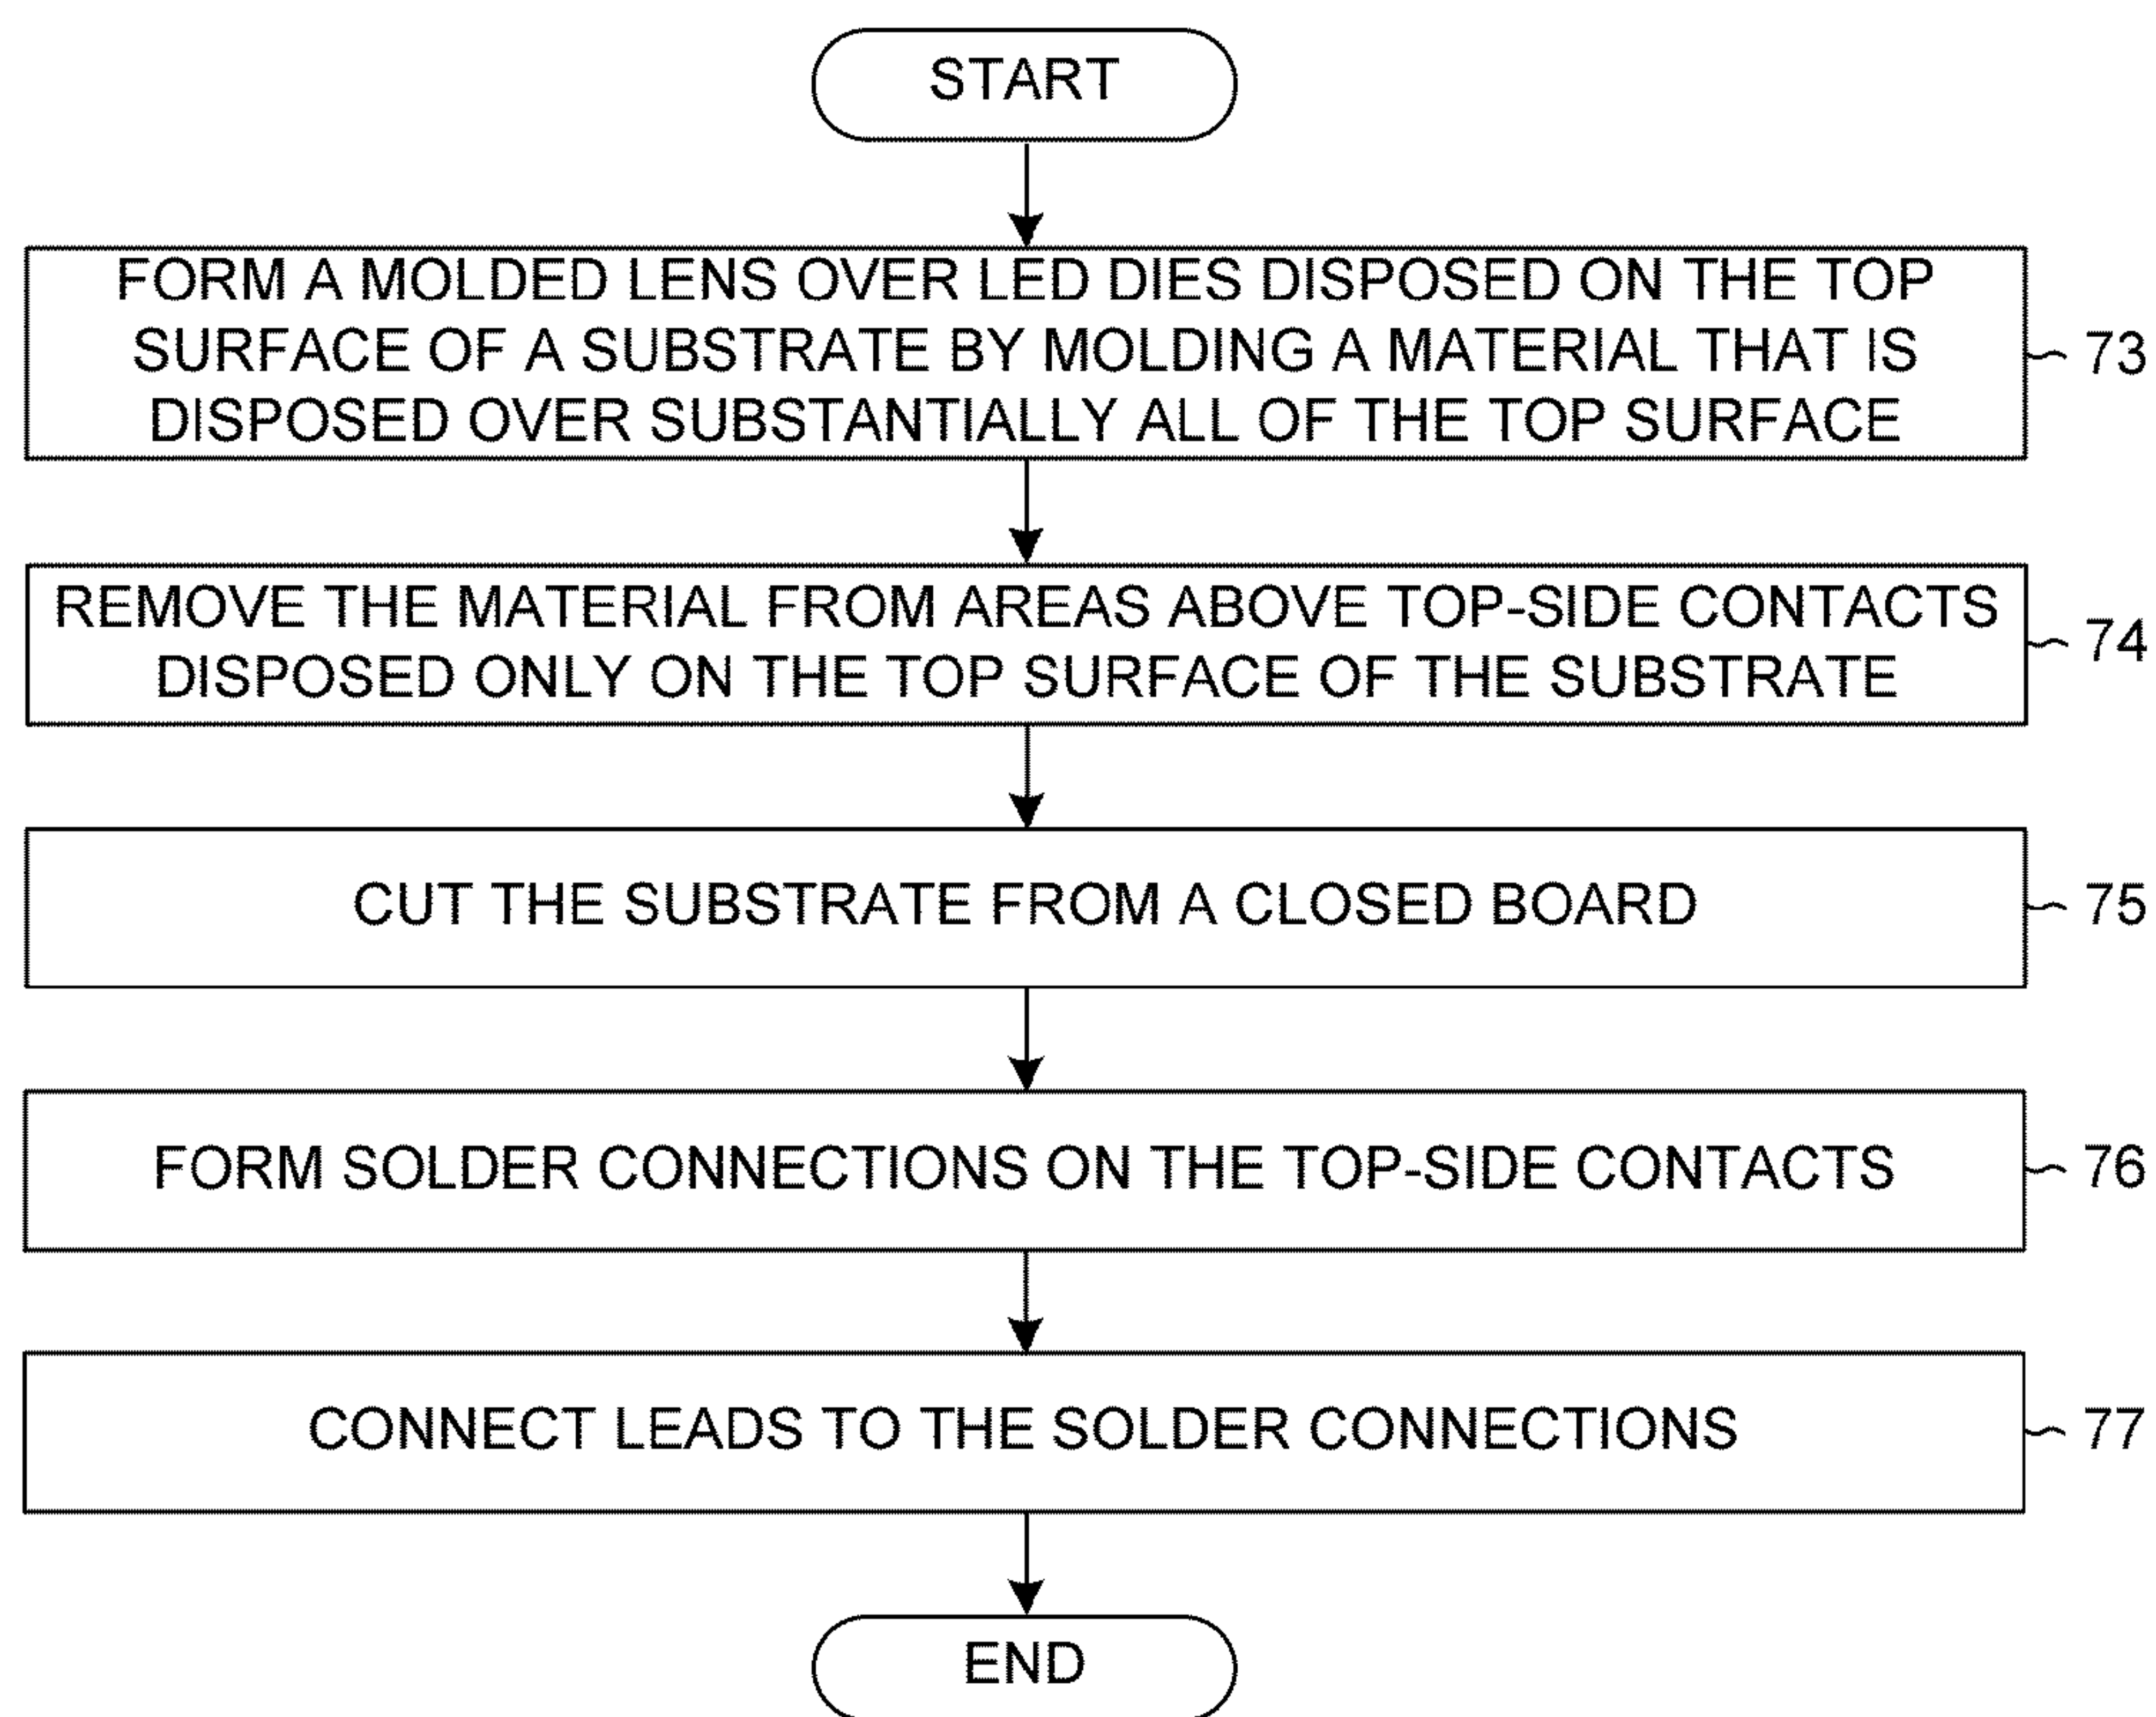 START
FORM A MOLDED LENS OVER LED DIES DISPOSED ON THE TOP
SURFACE OF A SUBSTRATE BY MOLDING A MATERIAL THAT IS
DISPOSED OVER SUBSTANTIALLY ALL OF THE TOP SURFACE
73
REMOVE THE MATERIAL FROM AREAS ABOVE TOP-SIDE CONTACTS
DISPOSED ONLY ON THE TOP SURFACE OF THE SUBSTRATE
74
CUT THE SUBSTRATE FROM A CLOSED BOARD
75
FORM SOLDER CONNECTIONS ON THE TOP-SIDE CONTACTS
76
CONNECT LEADS TO THE SOLDER CONNECTIONS
77
END